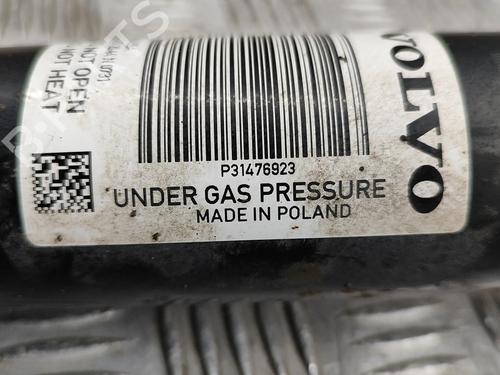 NOT OPEN
NOT HEAT
P31476923
UNDER GAS PRESSURE
MADE IN POLAND
VOLVO